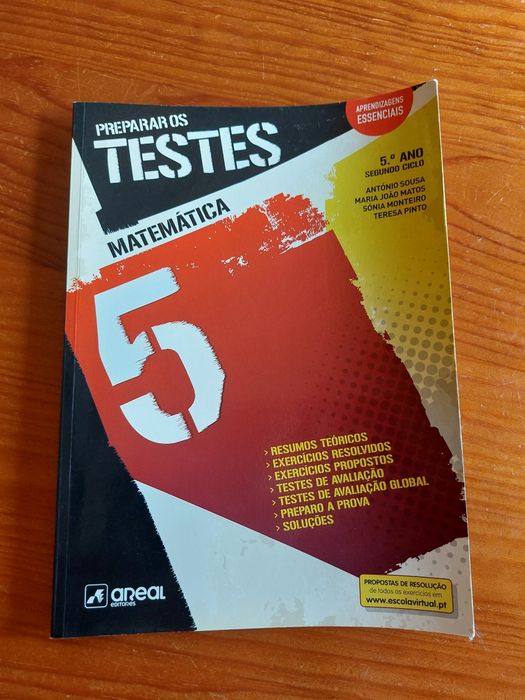 PREPARAR OS
TESTES
MATEMÁTICA
APRENDIZAGENS
ESSENCIAIS
5.º ANO
SEGUNDO CICLO
ANTÓNIO SOUSA
MARIA JOÃO MATOS
SÓNIA MONTEIRO
TERESA PINTO
5
> RESUMOS TEÓRICOS
> EXERCÍCIOS RESOLVIDOS
> EXERCÍCIOS PROPOSTOS
> TESTES DE AVALIAÇÃO
> TESTES DE AVALIAÇÃO GLOBAL
> PREPARO A PROVA
> SOLUÇÕES
areal
editores
PROPOSTAS DE RESOLUÇÃO
de todos os exercícios em
www.escolavirtual.pt